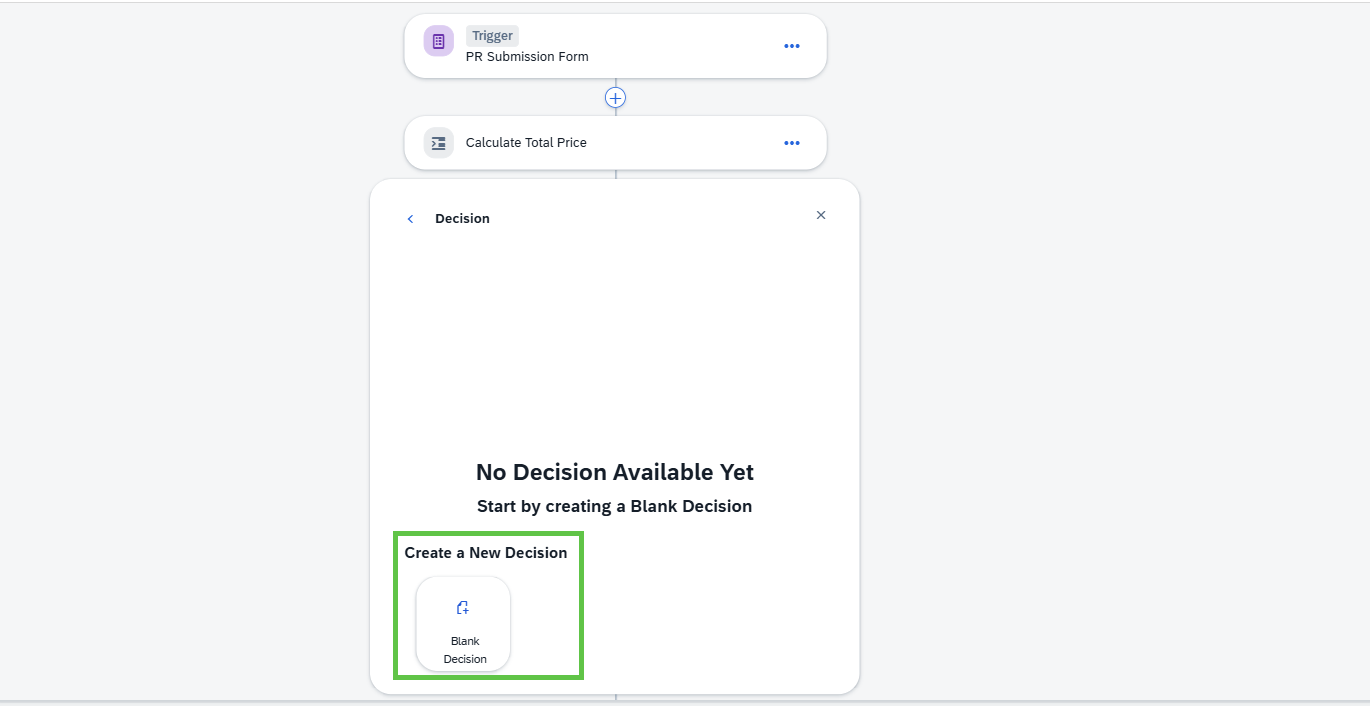 Trigger
PR Submission Form
Calculate Total Price
Decision
No Decision Available Yet
Start by creating a Blank Decision
Create a New Decision
Blank
Decision